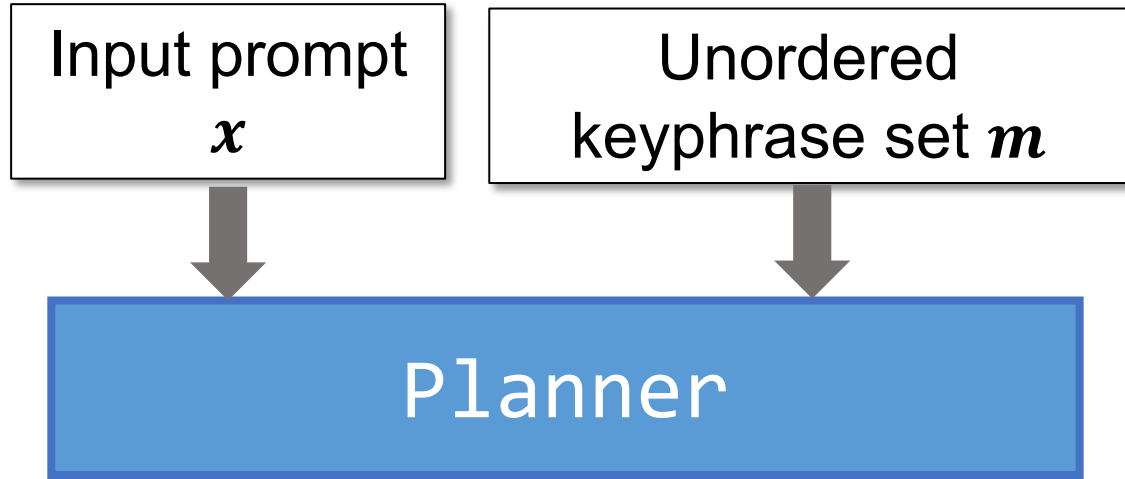 Input prompt
x
Unordered
keyphrase set m
Planner